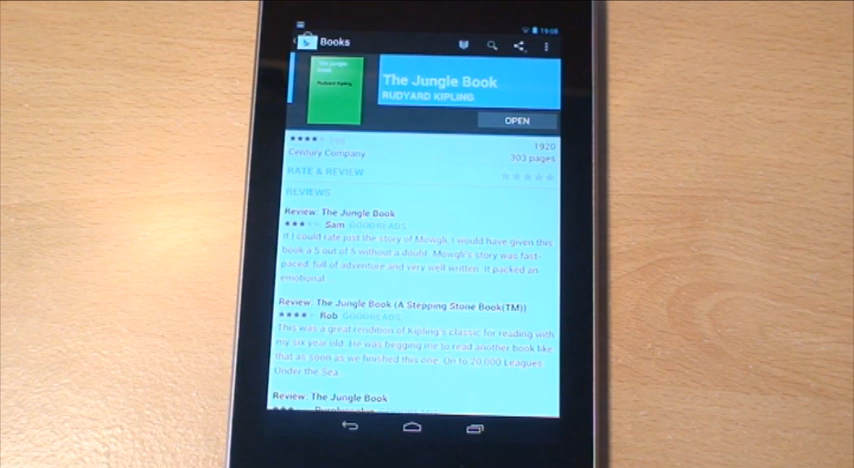 19:08
Books
The jungle
book
Rudyard Kipling
The Jungle Book
RUDYARD KIPLING
OPEN
Century Company
1920
303 pages
RATE & REVIEW
REVIEWS
Review: The Jungle Book
Sam GOODREADS
If I could rate just the story of Mowgli, I would have given this
book a 5 out of 5 without a doubt. Mowgli's story was fast-
paced, full of adventure and very well written. It packed an
emotional
Review: The Jungle Book (A Stepping Stone Book(TM))
Rob GOODREADS
This was a great rendition of Kipling's classic for reading with
my six year old. He was begging me to read another book like
that as soon as we finished this one. On to 20,000 Leagues
Under the Sea.
Review: The Jungle Book